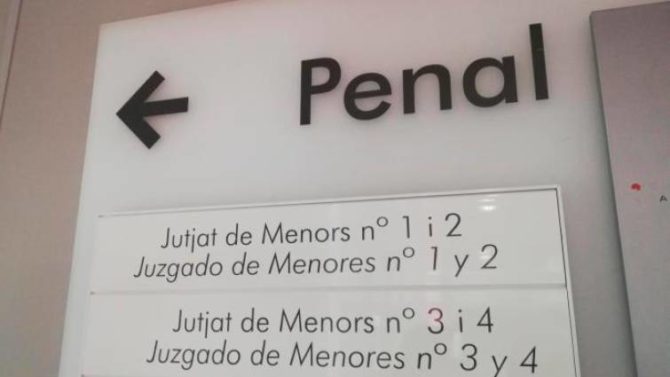 ← Penal
Jutjat de Menors nº 1 i 2
Juzgado de Menores nº 1 y 2
Jutjat de Menors nº 3 i 4
Juzgado de Menores nº 3 y 4